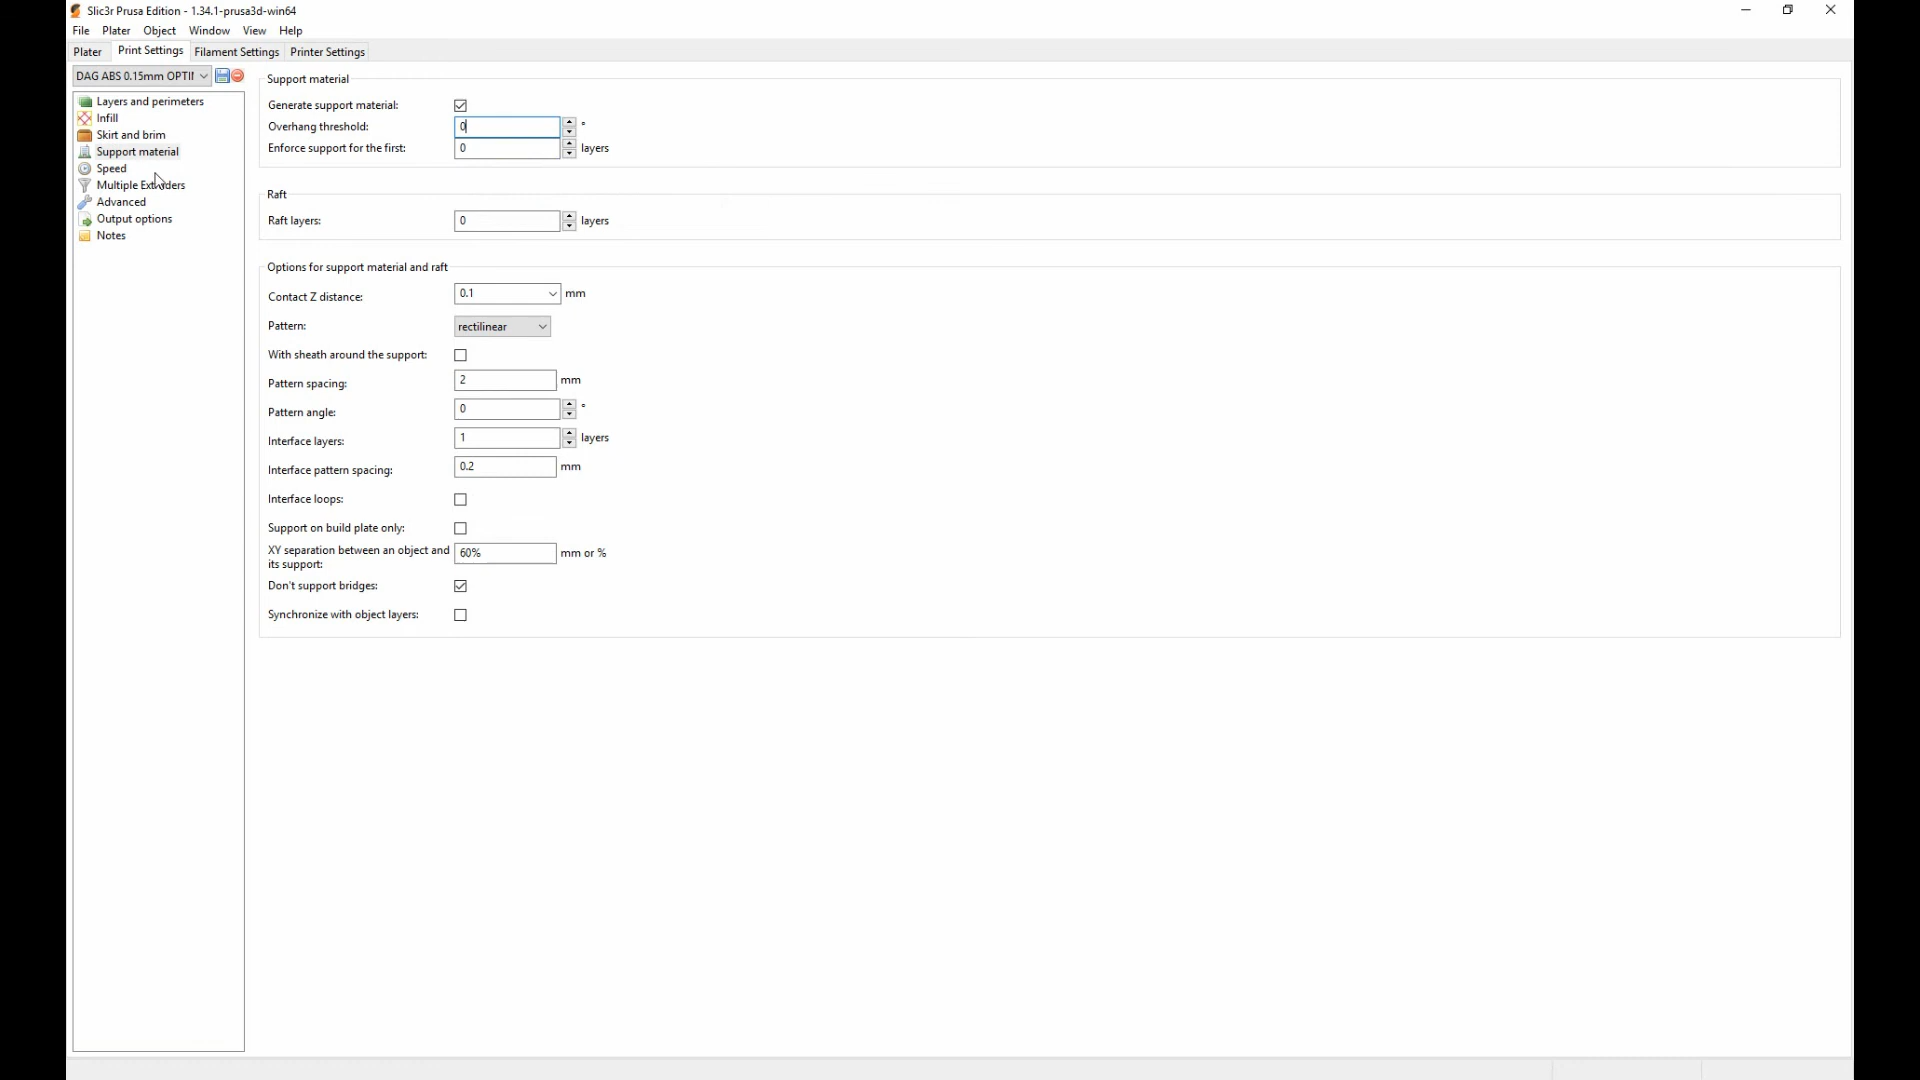 Slic3r Prusa Edition - 1.34.1-prusa3d-win64
File Plater Object Window View Help
Plater Print Settings Filament Settings Printer Settings
DAG ABS 0.15mm OPTII
Layers and perimeters
Infill
Skirt and brim
Support material
Speed
Multiple Extruders
Advanced
Output options
Notes
Support material
Generate support material:
Overhang threshold: 0 °
Enforce support for the first: 0 layers
Raft
Raft layers: 0 layers
Options for support material and raft
Contact Z distance: 0.1 mm
Pattern: rectilinear
With sheath around the support:
Pattern spacing: 2 mm
Pattern angle: 0 °
Interface layers: 1 layers
Interface pattern spacing: 0.2 mm
Interface loops:
Support on build plate only:
XY separation between an object and 60% mm or %
its support:
Don't support bridges:
Synchronize with object layers: